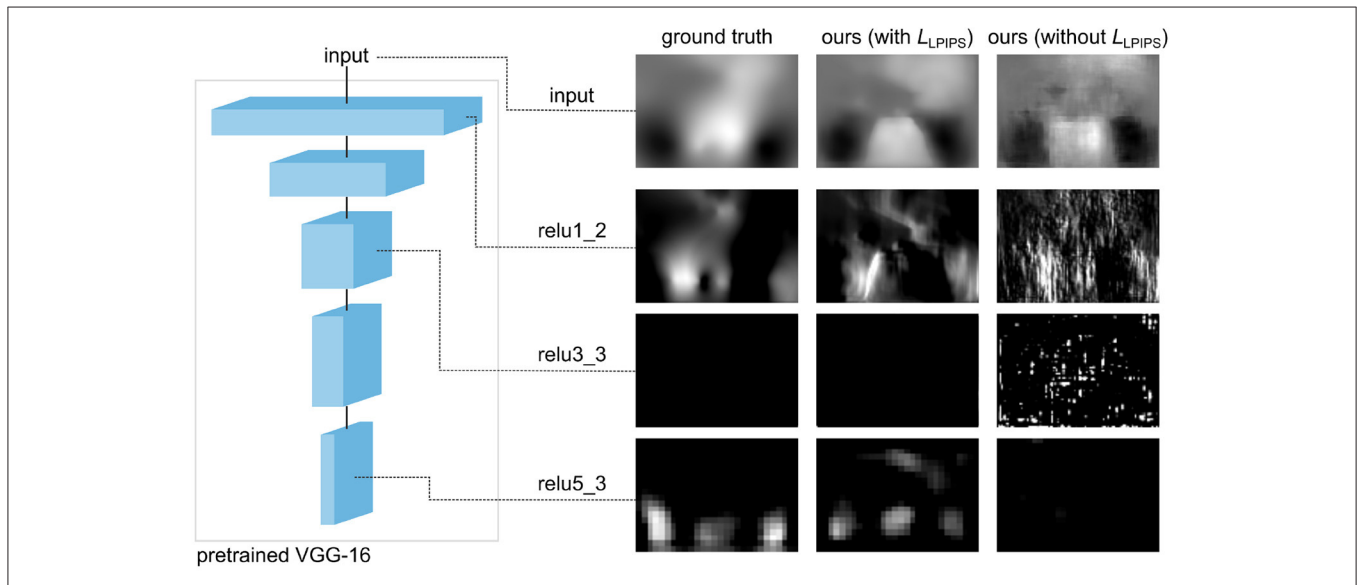 input
pretrained VGG-16
ground truth
ours (with L_LPIPS)
ours (without L_LPIPS)
input
relu1_2
relu3_3
relu5_3